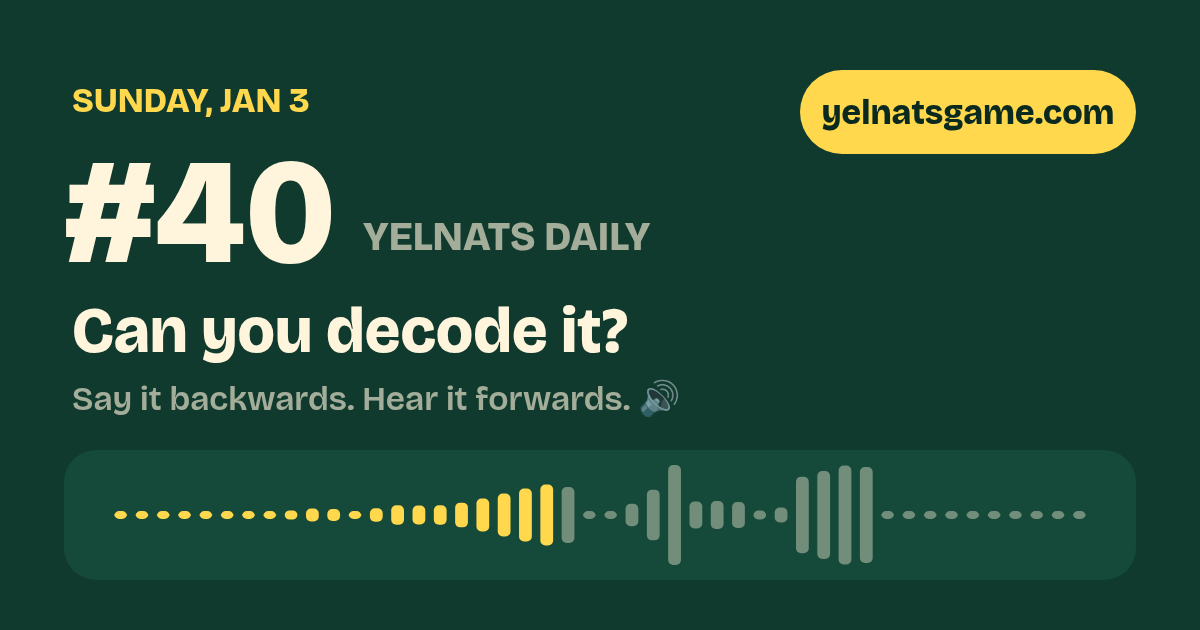 SUNDAY, JAN 3
yelnatsgame.com
#40 YELNATS DAILY
Can you decode it?
Say it backwards. Hear it forwards. 🔊